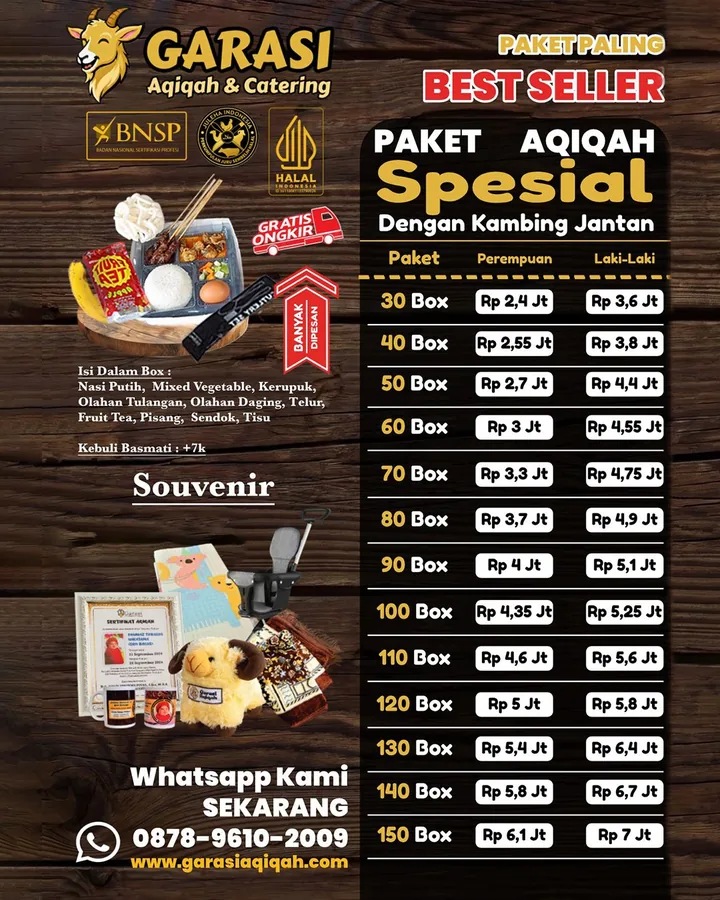 GARASI
Aqiqah & Catering
BNSP
BADAN NASIONAL SERTIFIKASI PROFESI
JULEHA INDONESIA
HALAL
INDONESIA
GRATIS
ONGKIR
BANYAK
DIPESAN
FRUIT
TEA
Isi Dalam Box :
Nasi Putih, Mixed Vegetable, Kerupuk,
Olahan Tulangan, Olahan Daging, Telur,
Fruit Tea, Pisang, Sendok, Tisu
Kebuli Basmati : +7k
Souvenir
SERTIFIKAT AQIQAH
Whatsapp Kami
SEKARANG
0878-9610-2009
www.garasiaqiqah.com
PAKET PALING
BEST SELLER
PAKET AQIQAH
Spesial
Dengan Kambing Jantan
Paket Perempuan Laki-Laki
30 Box Rp 2,4 Jt Rp 3,6 Jt
40 Box Rp 2,55 Jt Rp 3,8 Jt
50 Box Rp 2,7 Jt Rp 4,4 Jt
60 Box Rp 3 Jt Rp 4,55 Jt
70 Box Rp 3,3 Jt Rp 4,75 Jt
80 Box Rp 3,7 Jt Rp 4,9 Jt
90 Box Rp 4 Jt Rp 5,1 Jt
100 Box Rp 4,35 Jt Rp 5,25 Jt
110 Box Rp 4,6 Jt Rp 5,6 Jt
120 Box Rp 5 Jt Rp 5,8 Jt
130 Box Rp 5,4 Jt Rp 6,4 Jt
140 Box Rp 5,8 Jt Rp 6,7 Jt
150 Box Rp 6,1 Jt Rp 7 Jt